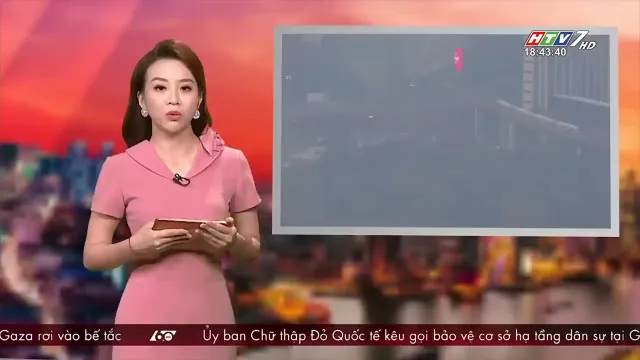 HTV7 HD
18:43:40
Gaza rơi vào bế tắc 60 Ủy ban Chữ thập Đỏ Quốc tế kêu gọi bảo vệ cơ sở hạ tầng dân sự tại G